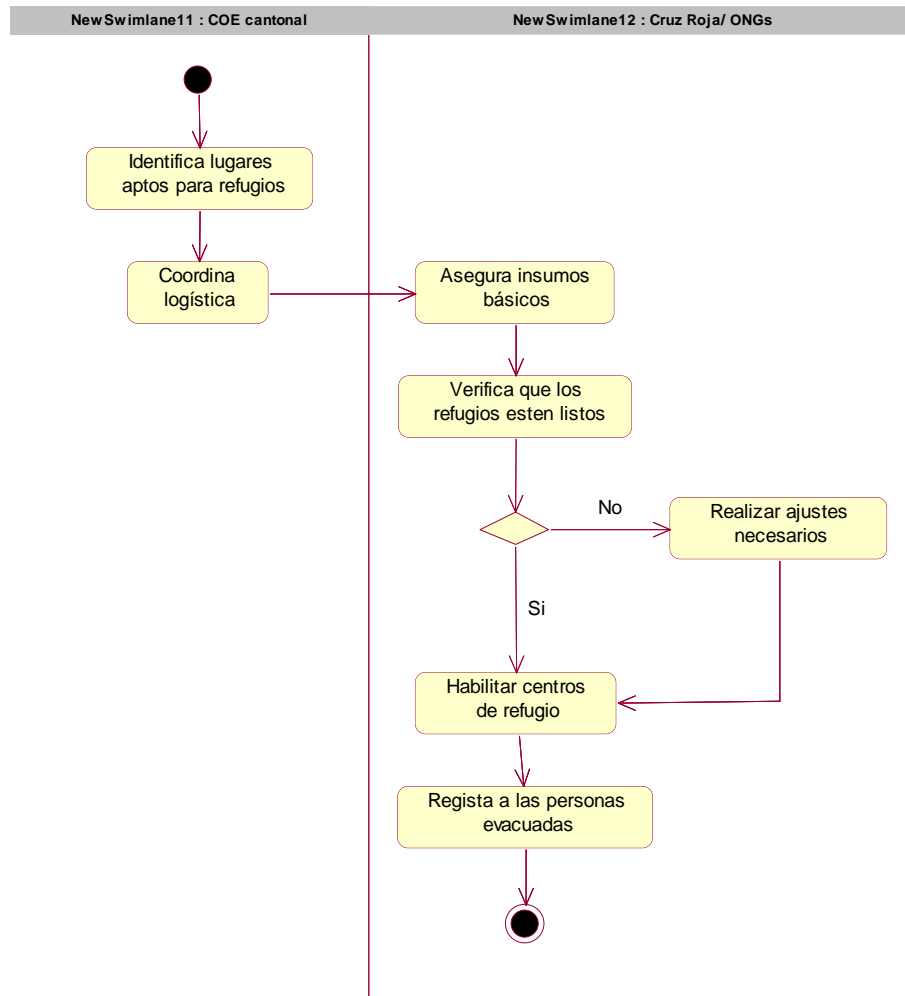 NewSwimlane11 : COE cantonal
NewSwimlane12 : Cruz Roja/ ONGs
Identifica lugares
aptos para refugios
Coordina
logística
Asegura insumos
básicos
Verifica que los
refugios esten listos
No
Realizar ajustes
necesarios
Si
Habilitar centros
de refugio
Regista a las personas
evacuadas